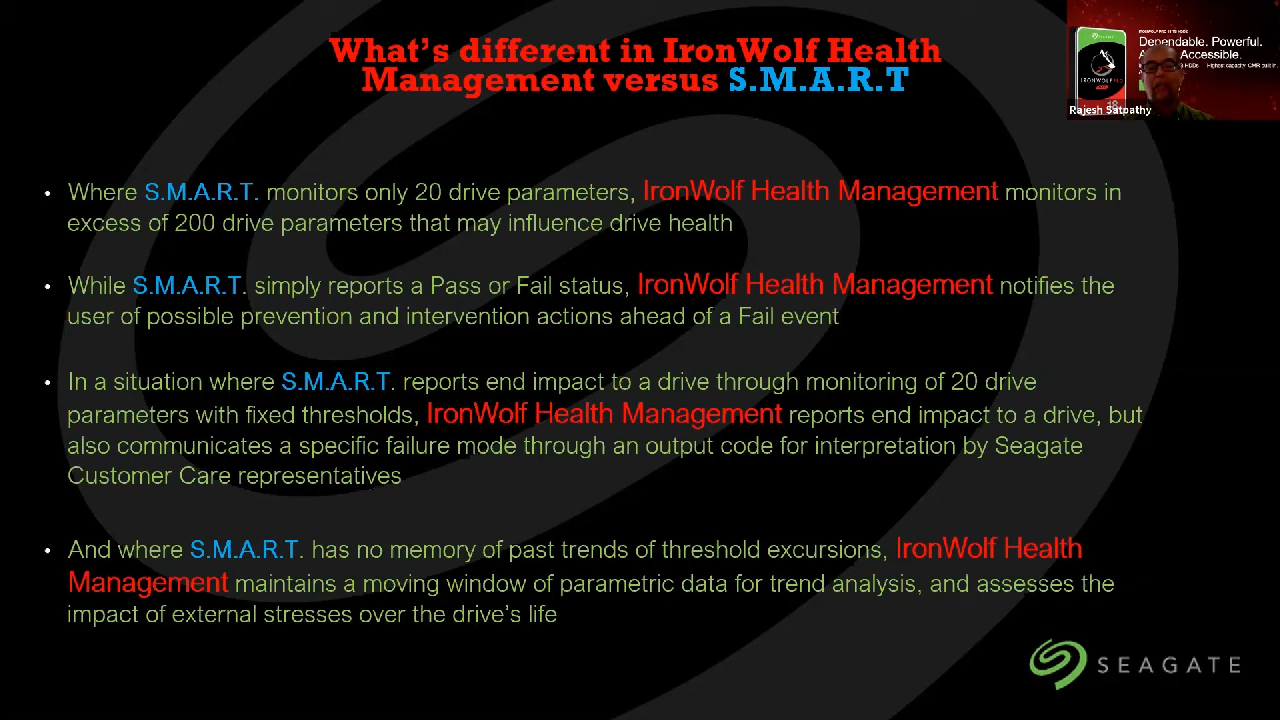 What's different in IronWolf Health
Management versus S.M.A.R.T
Dependable. Powerful.
Accessible.
IRONWOLF
Rajesh Satpathy
• Where S.M.A.R.T. monitors only 20 drive parameters, IronWolf Health Management monitors in
excess of 200 drive parameters that may influence drive health
• While S.M.A.R.T. simply reports a Pass or Fail status, IronWolf Health Management notifies the
user of possible prevention and intervention actions ahead of a Fail event
• In a situation where S.M.A.R.T. reports end impact to a drive through monitoring of 20 drive
parameters with fixed thresholds, IronWolf Health Management reports end impact to a drive, but
also communicates a specific failure mode through an output code for interpretation by Seagate
Customer Care representatives
• And where S.M.A.R.T. has no memory of past trends of threshold excursions, IronWolf Health
Management maintains a moving window of parametric data for trend analysis, and assesses the
impact of external stresses over the drive's life
SEAGATE